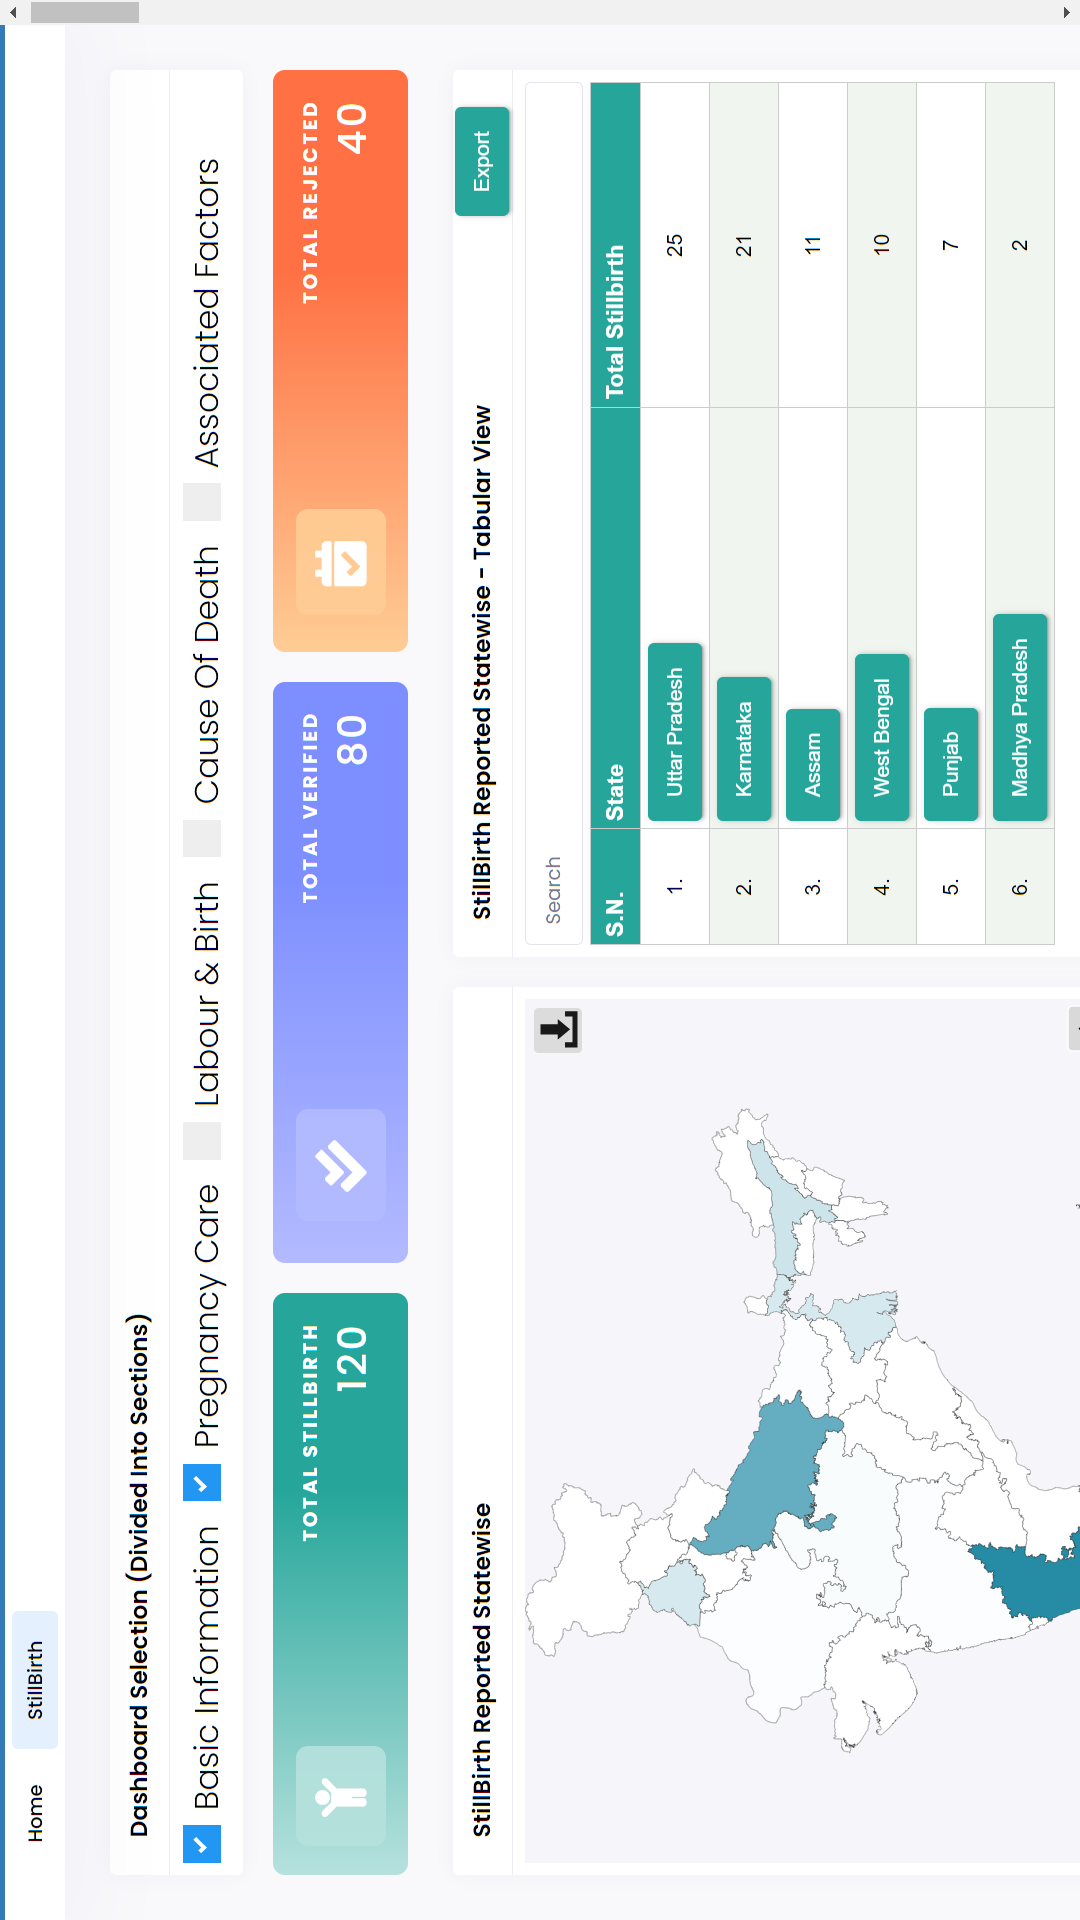 Home StillBirth
Dashboard Selection (Divided Into Sections)
Basic Information Pregnancy Care Labour & Birth Cause Of Death Associated Factors
TOTAL STILLBIRTH
120
TOTAL VERIFIED
80
TOTAL REJECTED
40
StillBirth Reported Statewise
StillBirth Reported Statewise - Tabular View
Export
Search
S.N. State Total Stillbirth
1. Uttar Pradesh 25
2. Karnataka 21
3. Assam 11
4. West Bengal 10
5. Punjab 7
6. Madhya Pradesh 2